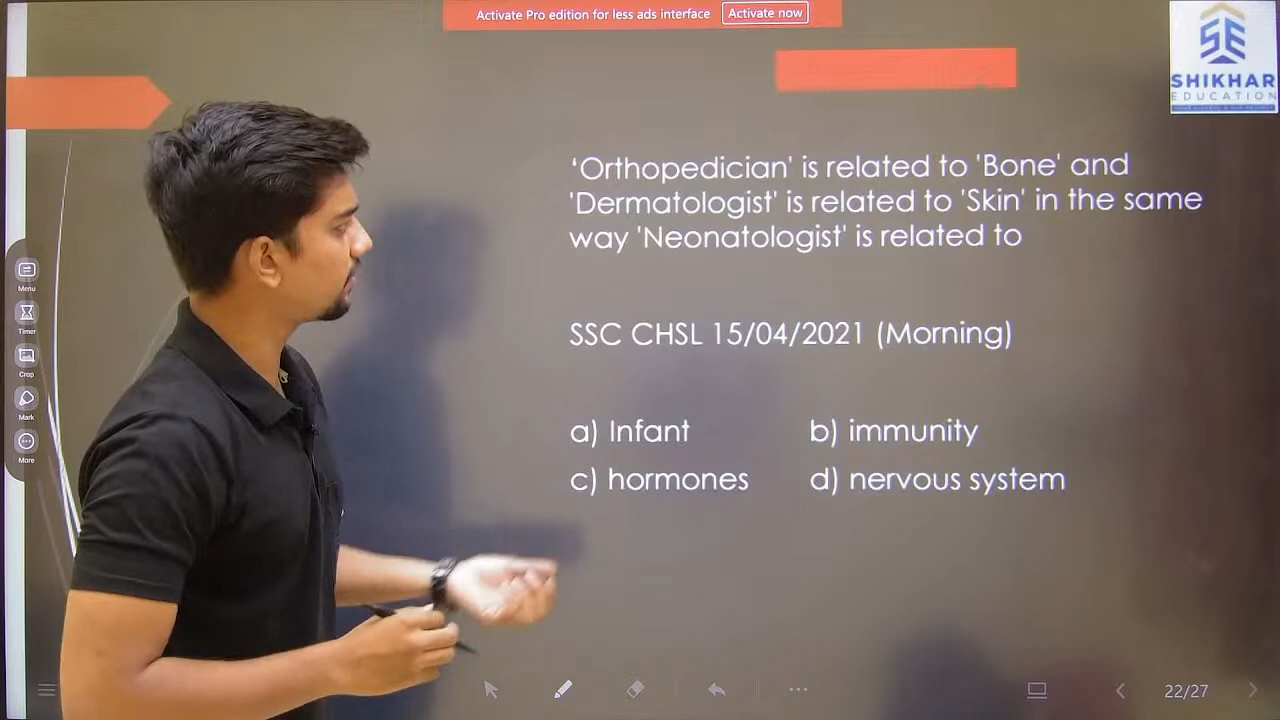 Activate Pro edition for less ads interface Activate now
SHIKHAR
EDUCATION
‘Orthopedician' is related to 'Bone' and
'Dermatologist' is related to 'Skin' in the same
way 'Neonatologist' is related to
SSC CHSL 15/04/2021 (Morning)
a) Infant b) immunity
c) hormones d) nervous system
Menu
Timer
Crop
Mark
More
22/27